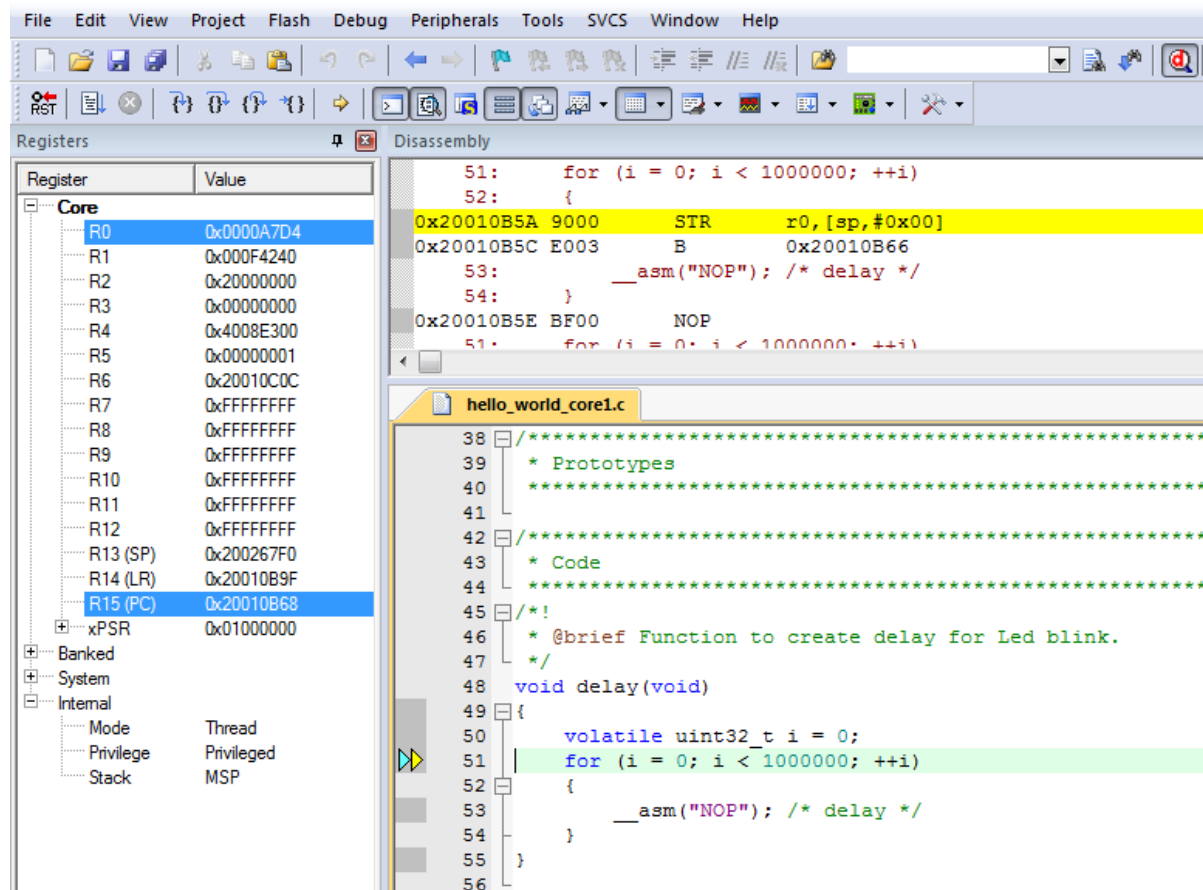 File Edit View Project Flash Debug Peripherals Tools SVCS Window Help
RST
Registers
Register Value
Core
R0 0x0000A7D4
R1 0x000F4240
R2 0x20000000
R3 0x00000000
R4 0x4008E300
R5 0x00000001
R6 0x20010C0C
R7 0xFFFFFFFF
R8 0xFFFFFFFF
R9 0xFFFFFFFF
R10 0xFFFFFFFF
R11 0xFFFFFFFF
R12 0xFFFFFFFF
R13 (SP) 0x200267F0
R14 (LR) 0x20010B9F
R15 (PC) 0x20010B68
xPSR 0x01000000
Banked
System
Internal
Mode Thread
Privilege Privileged
Stack MSP
Disassembly
51: for (i = 0; i < 1000000; ++i)
52: {
0x20010B5A 9000 STR r0,[sp,#0x00]
0x20010B5C E003 B 0x20010B66
53: __asm("NOP"); /* delay */
54: }
0x20010B5E BF00 NOP
51: for (i = 0; i < 1000000; ++i)
hello_world_core1.c
38 /*******************************************************
39 * Prototypes
40 *******************************************************
41
42 /*******************************************************
43 * Code
44 *******************************************************
45 /*!
46 * @brief Function to create delay for Led blink.
47 */
48 void delay(void)
49 {
50 volatile uint32_t i = 0;
51 for (i = 0; i < 1000000; ++i)
52 {
53 __asm("NOP"); /* delay */
54 }
55 }
56